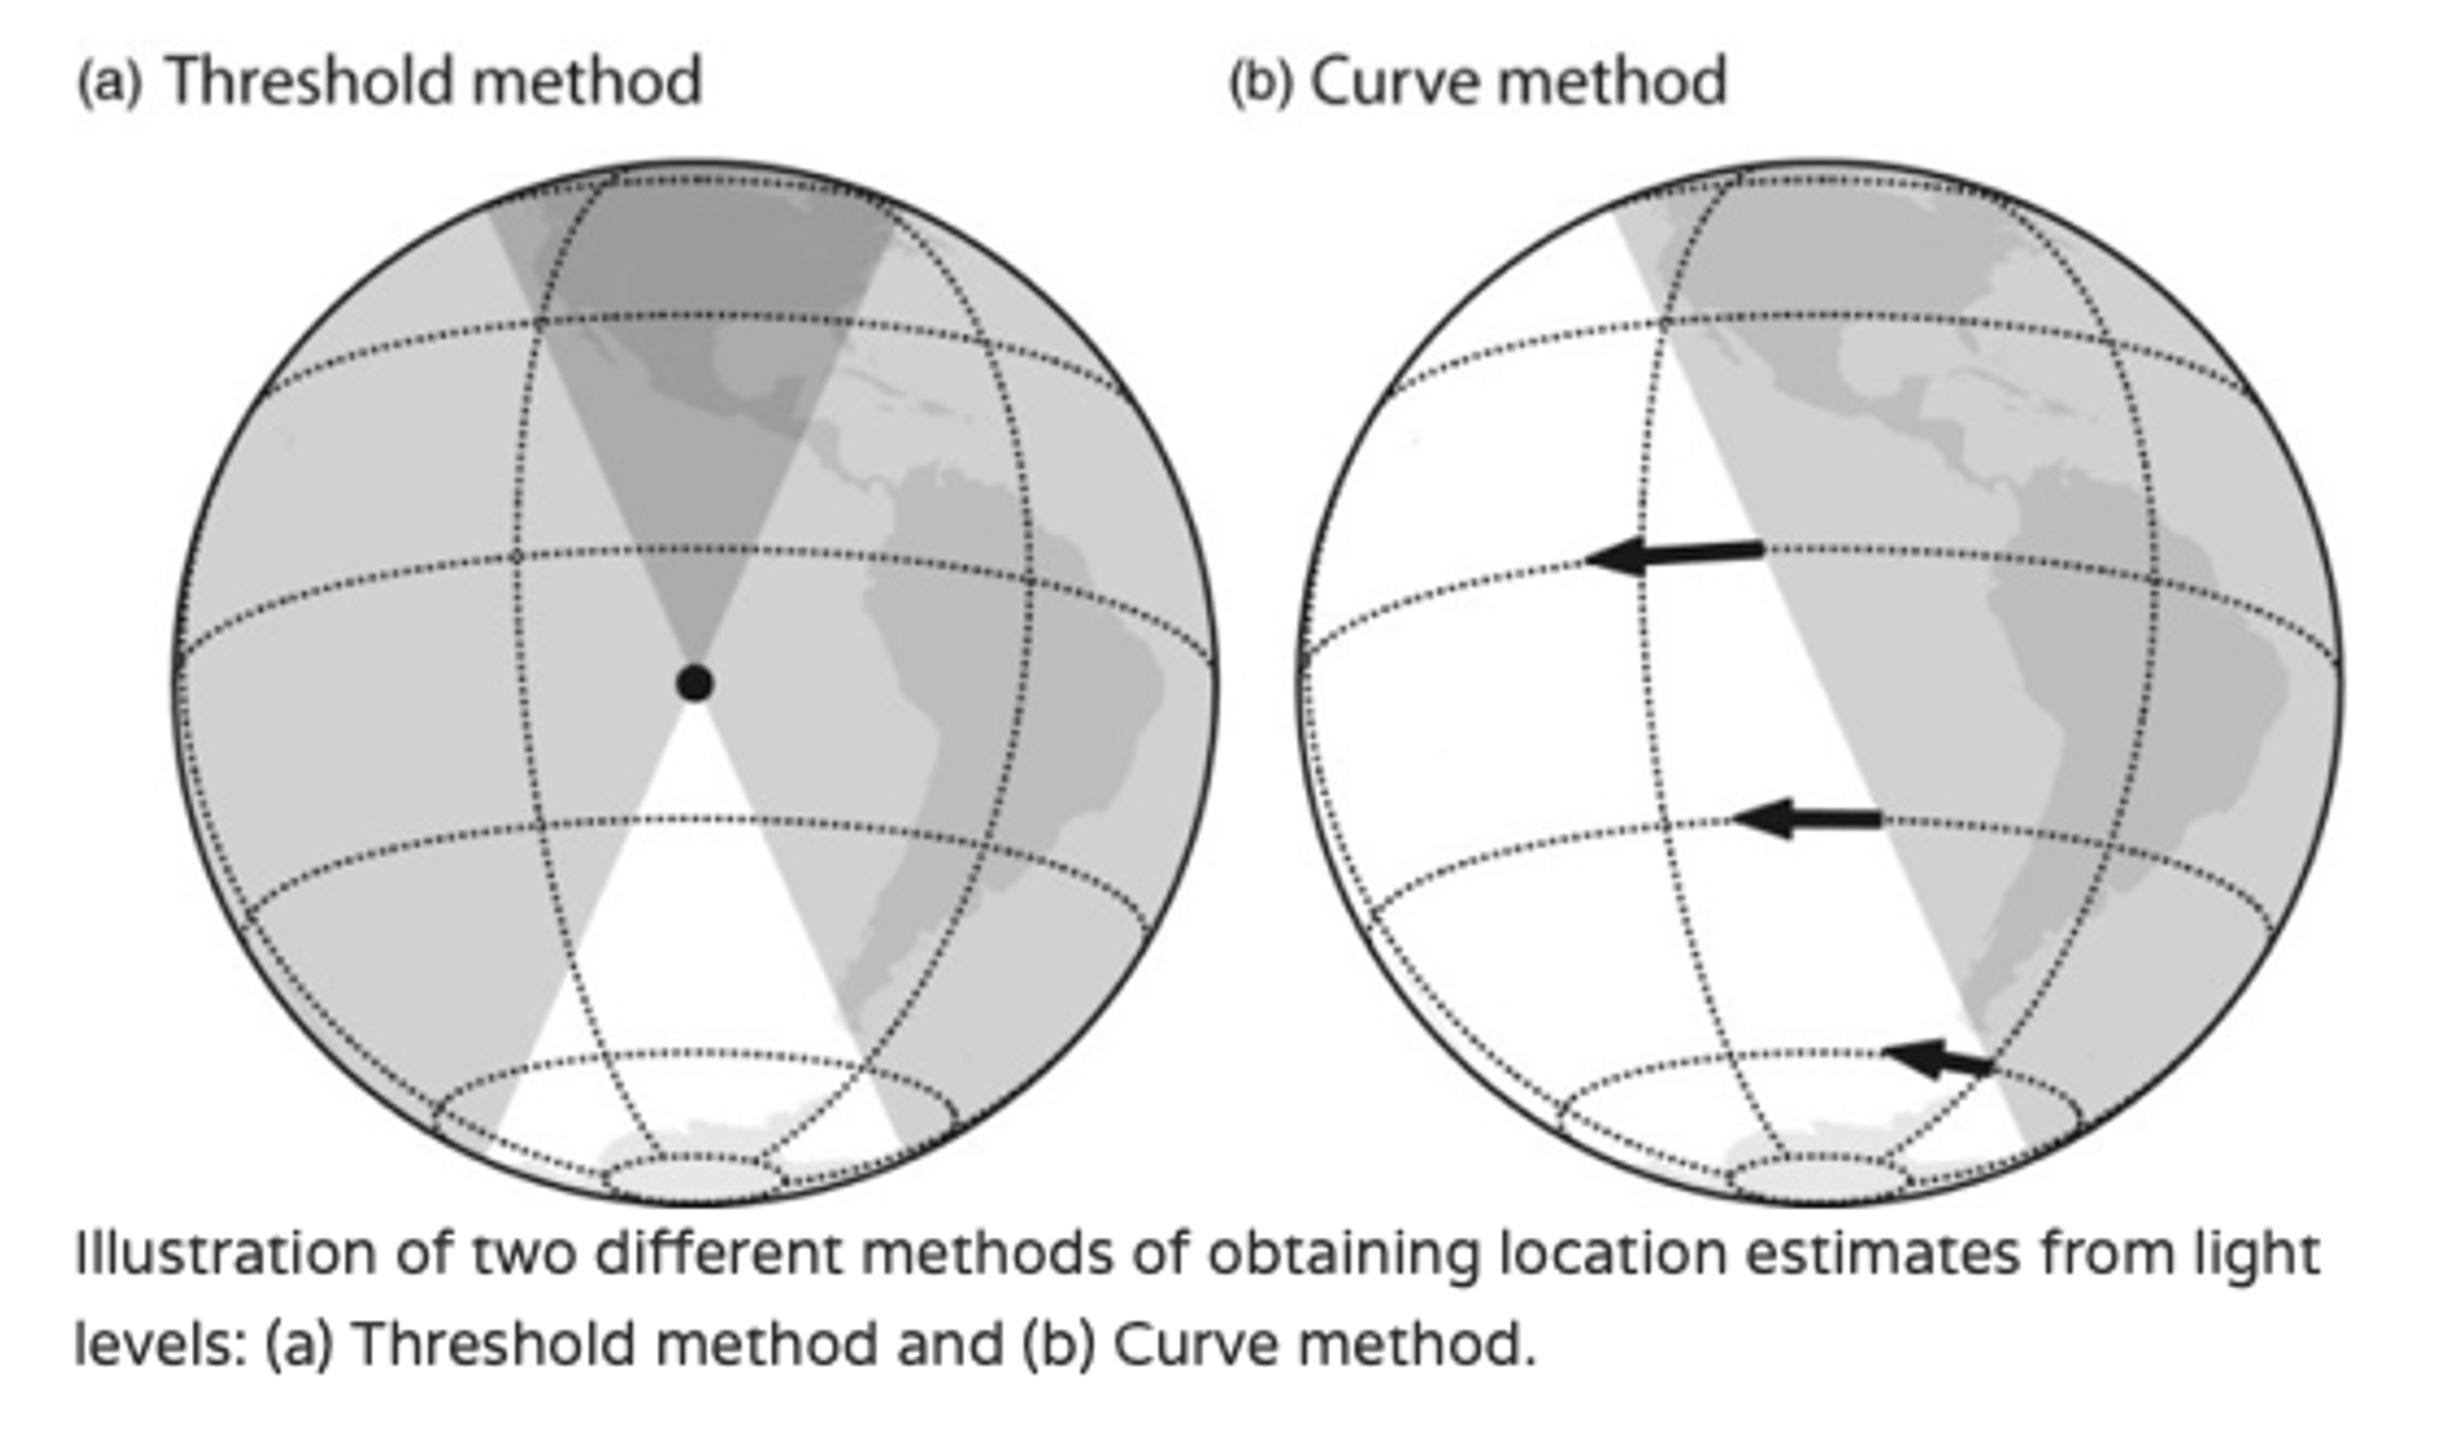 (a) Threshold method
(b) Curve method
Illustration of two different methods of obtaining location estimates from light
levels: (a) Threshold method and (b) Curve method.